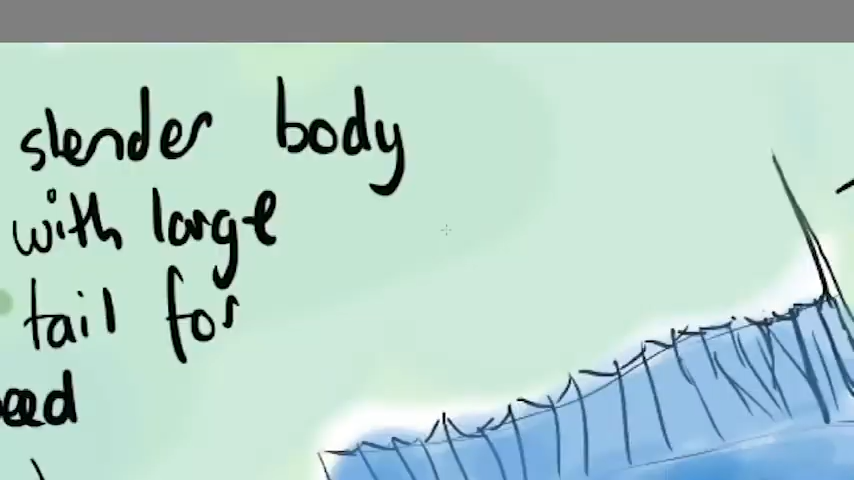 slender body
with large
tail for
eed